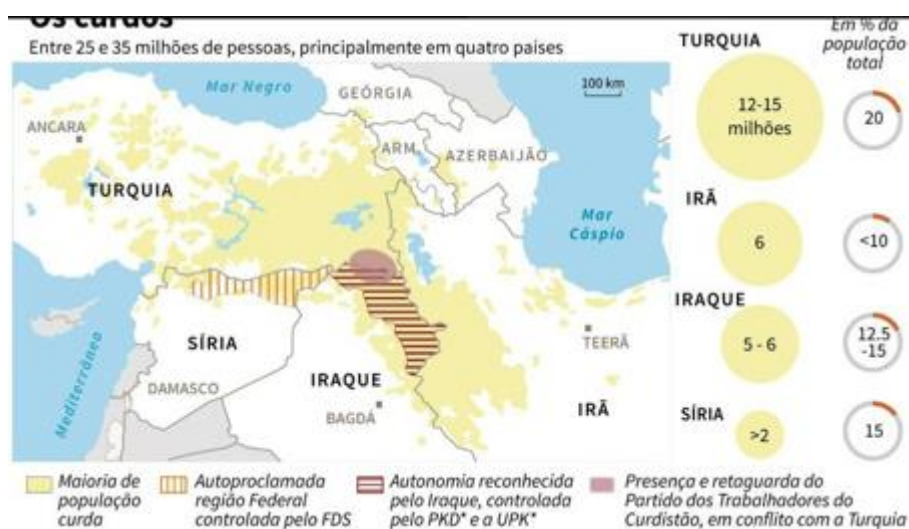 Os curdos
Entre 25 e 35 milhões de pessoas, principalmente em quatro países
Mar Negro
GEÓRGIA
100 km
ANCARA
ARM
AZERBAIJÃO
TURQUIA
Mar
Cáspio
SÍRIA
TEERÃ
Mediterrâneo
DAMASCO
IRAQUE
BAGDÁ
IRÃ
Em % da
população
total
TURQUIA
12-15
milhões
20
IRÃ
6
<10
IRAQUE
5 - 6
12.5
-15
SÍRIA
>2
15
Maioria de
população
curda
Autoproclamada
região Federal
controlada pelo FDS
Autonomia reconhecida
pelo Iraque, controlada
pelo PKD* e a UPK*
Presença e retaguarda do
Partido dos Trabalhadores do
Curdistão, em conflito com a Turquia